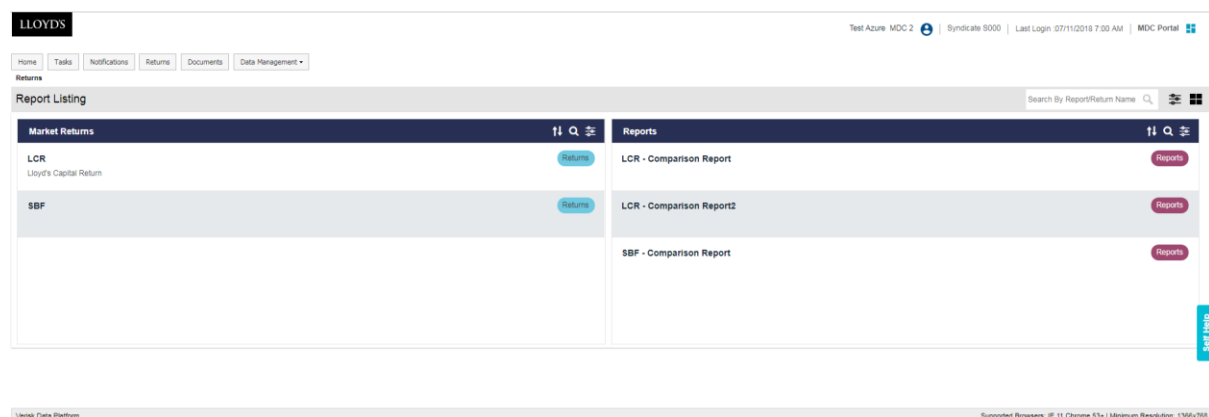 LLOYD'S
Test Azure MDC 2 | Syndicate 5000 | Last Login :07/11/2018 7:00 AM | MDC Portal
Home Tasks Notifications Returns Documents Data Management
Returns
Report Listing
Search By Report/Return Name
Market Returns
LCR
Returns
Lloyd's Capital Return
SBF
Returns
Reports
LCR - Comparison Report
Reports
LCR - Comparison Report2
Reports
SBF - Comparison Report
Reports
Self Help
Verisk Data Platform
Supported Browsers: IE 11 Chrome 53+ | Minimum Resolution: 1366x768